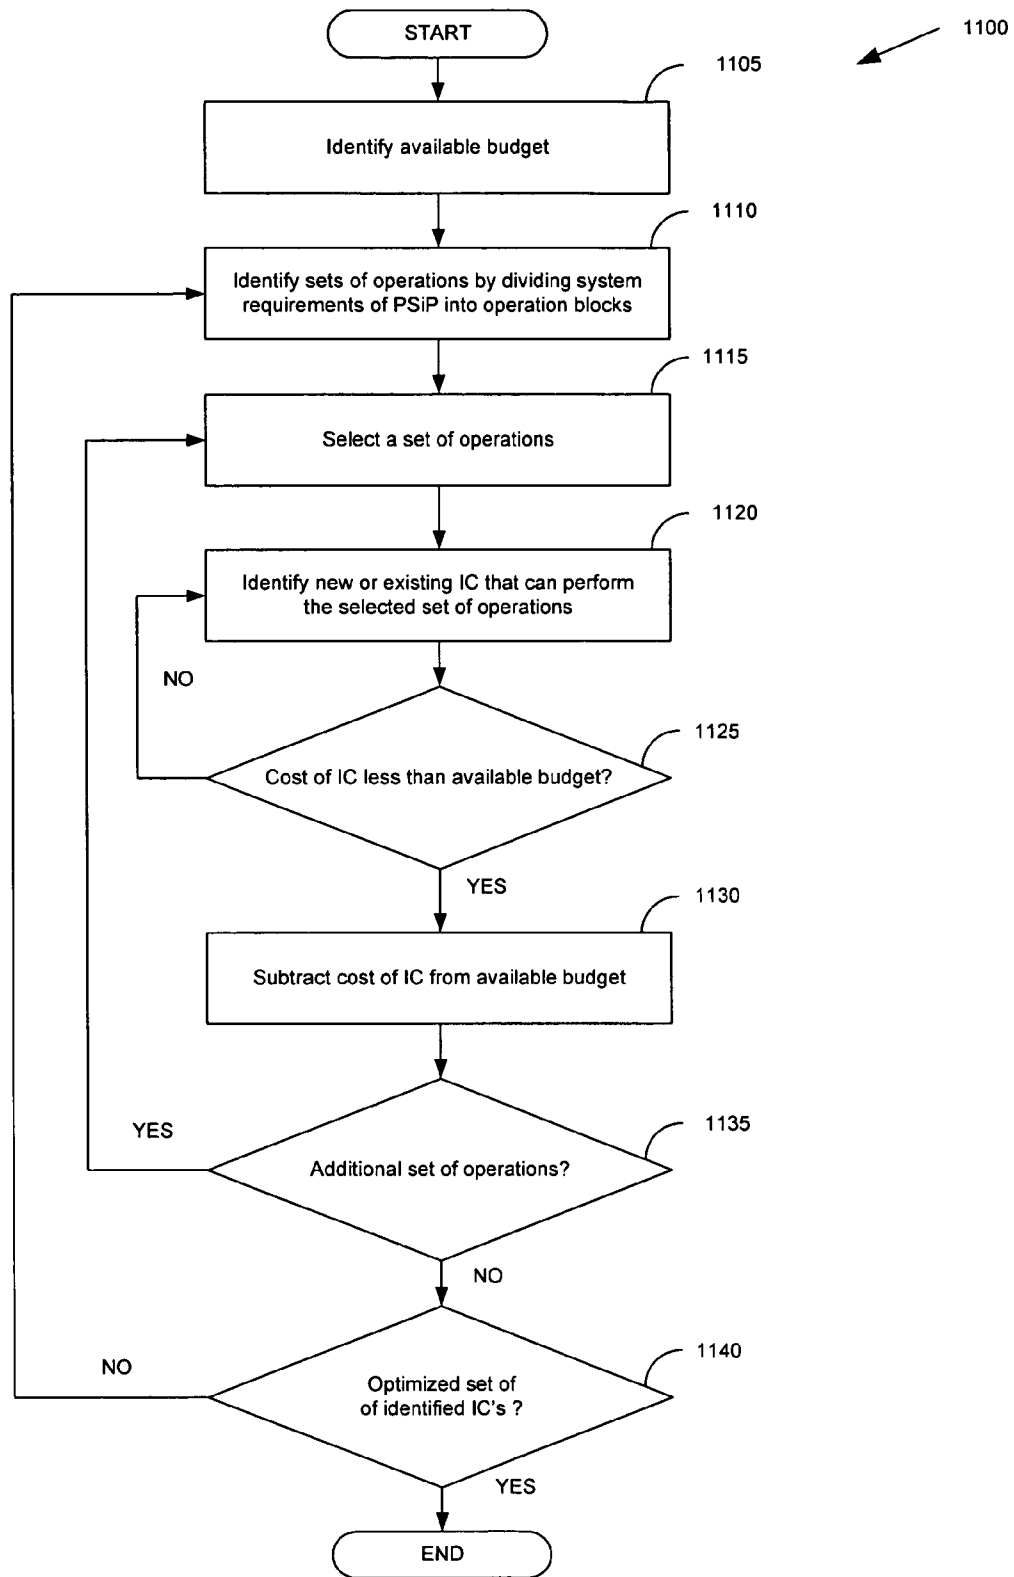 START
1100
1105
Identify available budget
1110
Identify sets of operations by dividing system
requirements of PSiP into operation blocks
1115
Select a set of operations
1120
Identify new or existing IC that can perform
the selected set of operations
NO
1125
Cost of IC less than available budget?
YES
1130
Subtract cost of IC from available budget
YES
1135
Additional set of operations?
NO
NO
1140
Optimized set of
of identified IC's ?
YES
END